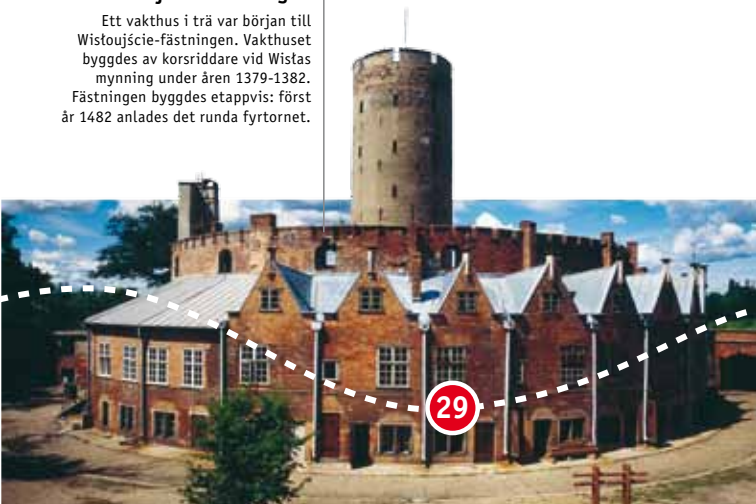 Ett vakthus i trä var början till
Wisłoujście-fästningen. Vakthuset
byggdes av korsriddare vid Wisłas
mynning under åren 1379-1382.
Fästningen byggdes etappvis: först
år 1482 anlades det runda fyrtornet.
29